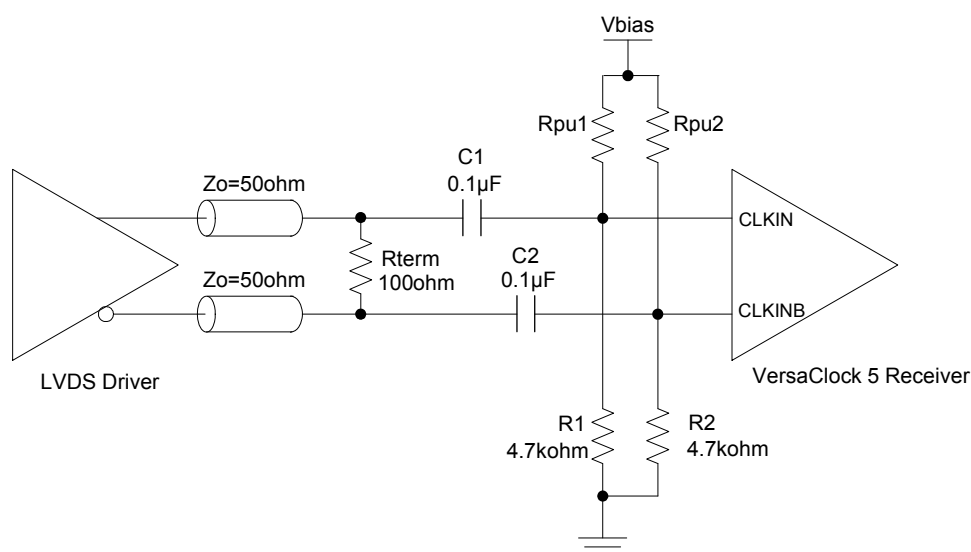 Vbias
Rpu1
Rpu2
C1
0.1µF
Zo=50ohm
CLKIN
Rterm
100ohm
C2
0.1µF
Zo=50ohm
CLKINB
LVDS Driver
VersaClock 5 Receiver
R1
4.7kohm
R2
4.7kohm